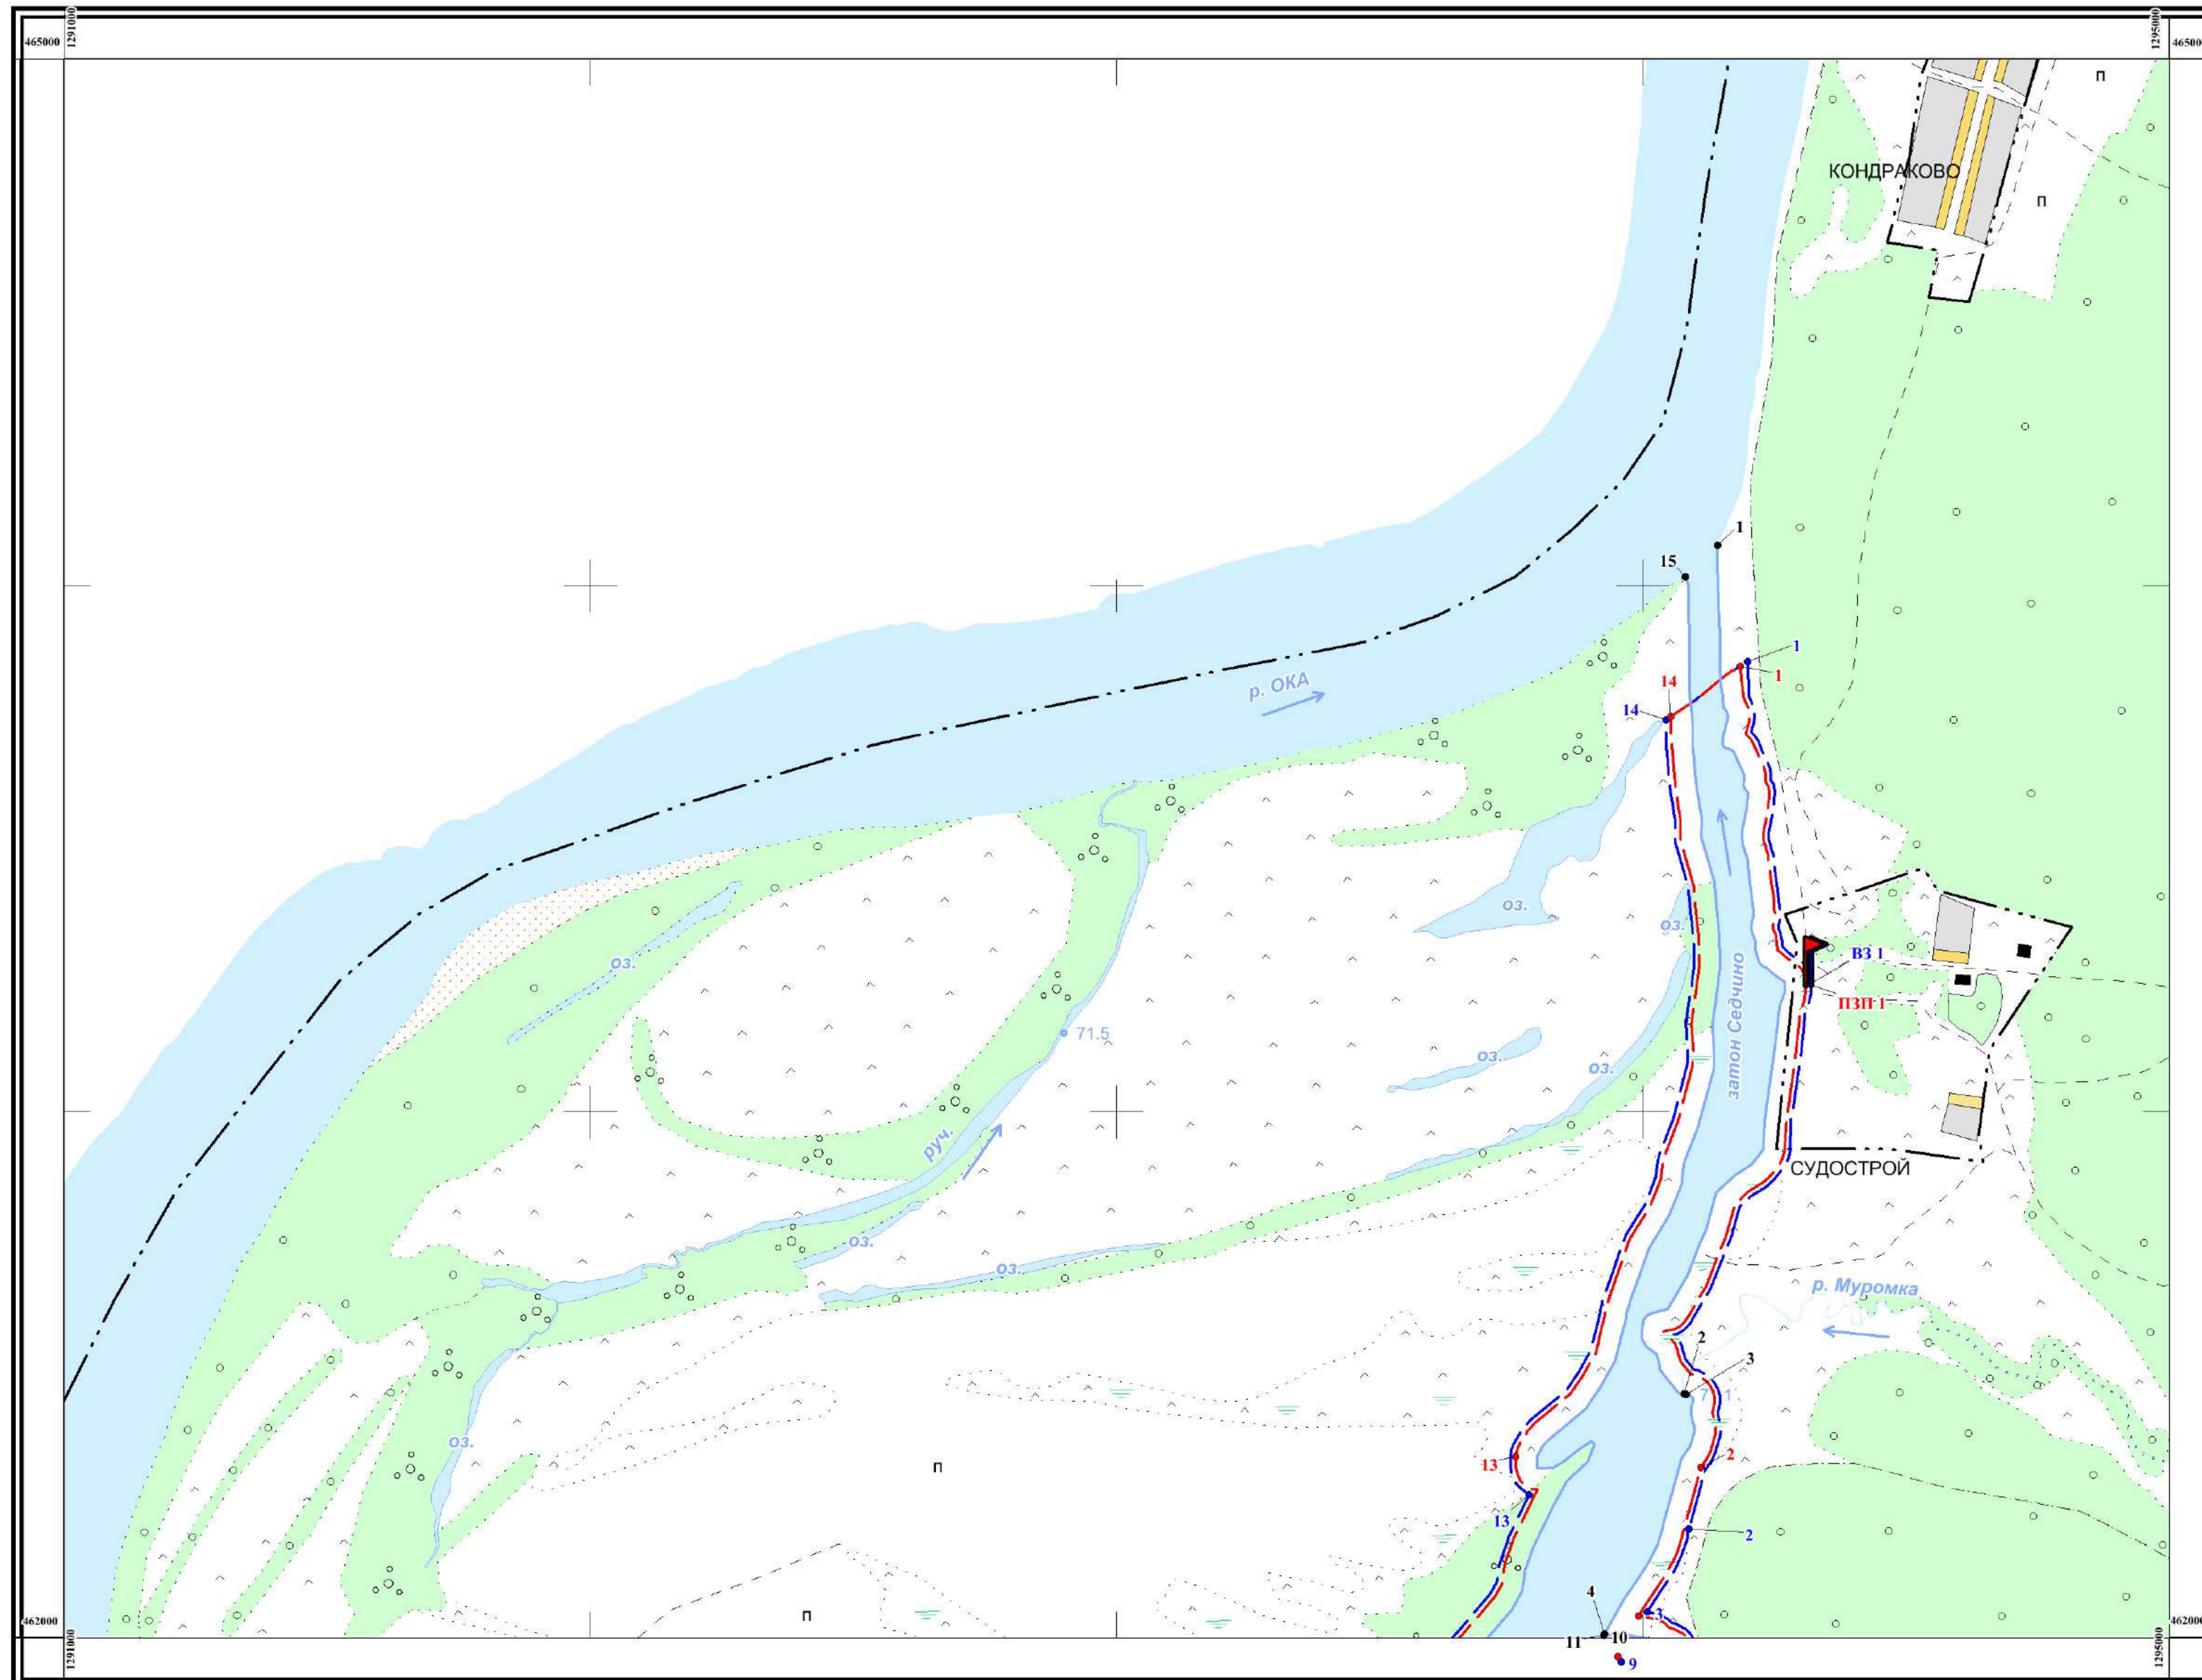 1291000
1295000
465000
46500
п
КОНДРАКОВО
п
1
15
1
р. ОКА
1
14
14
оз.
оз.
затон Седчино
ВЗ 1
оз.
ПЗП 1
71.5
оз.
оз.
руч.
СУДОСТРОЙ
оз.
оз.
р. Муромка
2
3
оз.
2
13
п
13
2
4
3
п
462000
462000
11
10
9
1291000
1295000